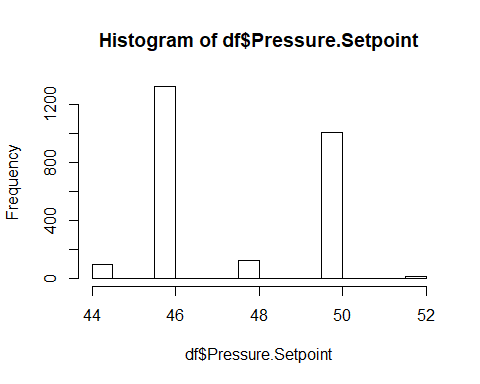 Histogram of df$Pressure.Setpoint
Frequency
1200
800
400
0
44 46 48 50 52
df$Pressure.Setpoint